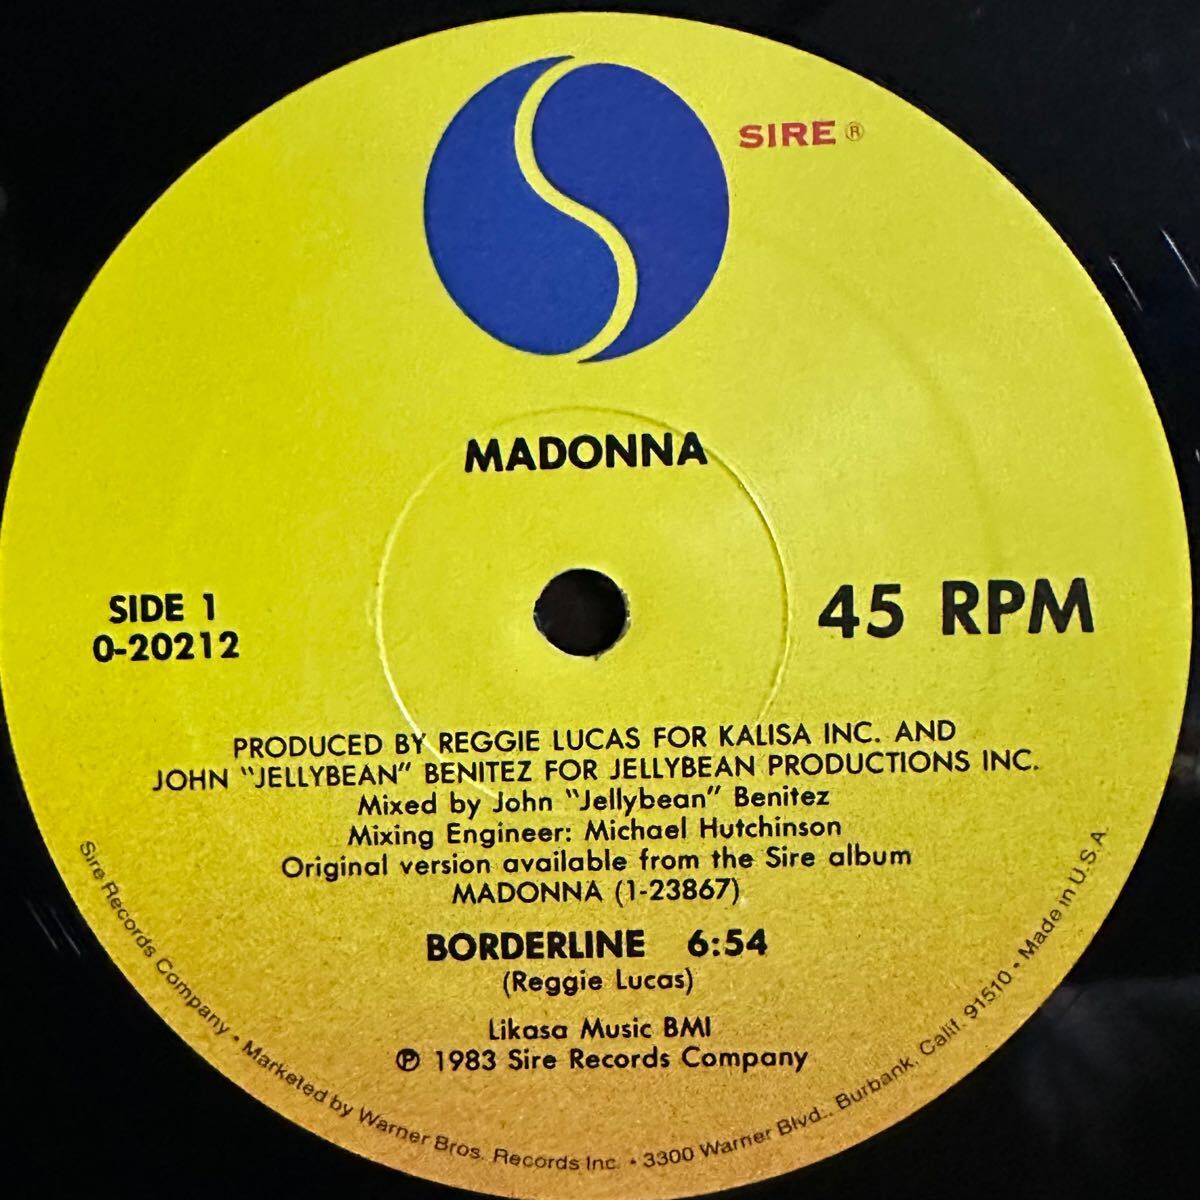 SIRE ®
MADONNA
SIDE 1
0-20212
45 RPM
PRODUCED BY REGGIE LUCAS FOR KALISA INC. AND
JOHN "JELLYBEAN" BENITEZ FOR JELLYBEAN PRODUCTIONS INC.
Mixed by John "Jellybean" Benitez
Mixing Engineer: Michael Hutchinson
Original version available from the Sire album
MADONNA (1-23867)
BORDERLINE 6:54
(Reggie Lucas)
Likasa Music BMI
℗ 1983 Sire Records Company
Sire Records Company • Marketed by Warner Bros. Records Inc. • 3300 Warner Blvd., Burbank, Calif. 91510 • Made in U.S.A.